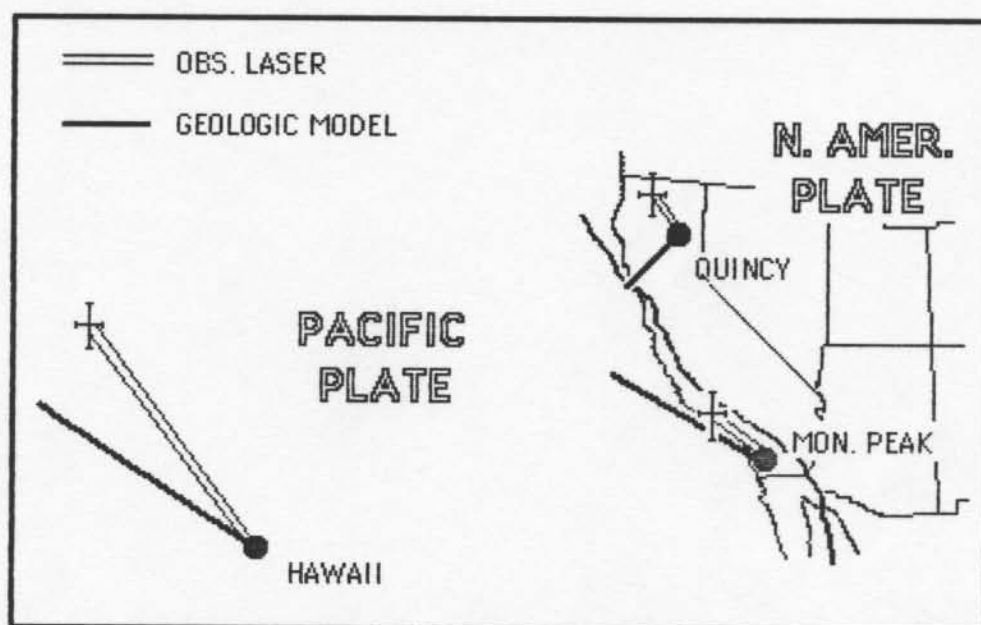 OBS. LASER
GEOLOGIC MODEL
N. AMER.
PLATE
QUINCY
PACIFIC
PLATE
MON. PEAK
HAWAII